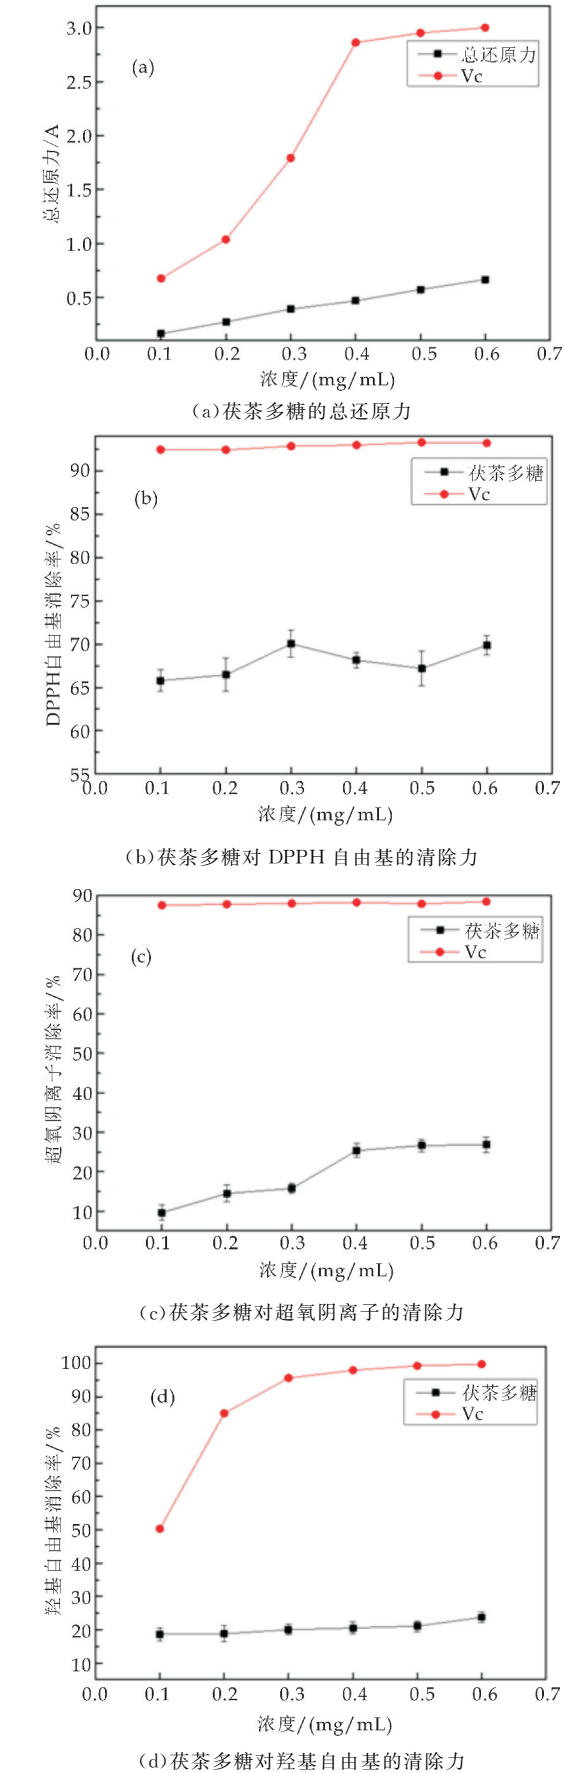 3.0
2.5
2.0
1.5
1.0
0.5
总还原力/A
(a)
总还原力
Vc
0.0 0.1 0.2 0.3 0.4 0.5 0.6 0.7
浓度/(mg/mL)
(a)茯茶多糖的总还原力
90
85
80
75
70
65
60
55
DPPH自由基消除率/%
(b)
茯茶多糖
Vc
0.0 0.1 0.2 0.3 0.4 0.5 0.6 0.7
浓度/(mg/mL)
(b)茯茶多糖对 DPPH 自由基的清除力
90
80
70
60
50
40
30
20
10
超氧阴离子消除率/%
(c)
茯茶多糖
Vc
0.0 0.1 0.2 0.3 0.4 0.5 0.6 0.7
浓度/(mg/mL)
(c)茯茶多糖对超氧阴离子的清除力
100
90
80
70
60
50
40
30
20
10
羟基自由基消除率/%
(d)
茯茶多糖
Vc
0.0 0.1 0.2 0.3 0.4 0.5 0.6 0.7
浓度/(mg/mL)
(d)茯茶多糖对羟基自由基的清除力